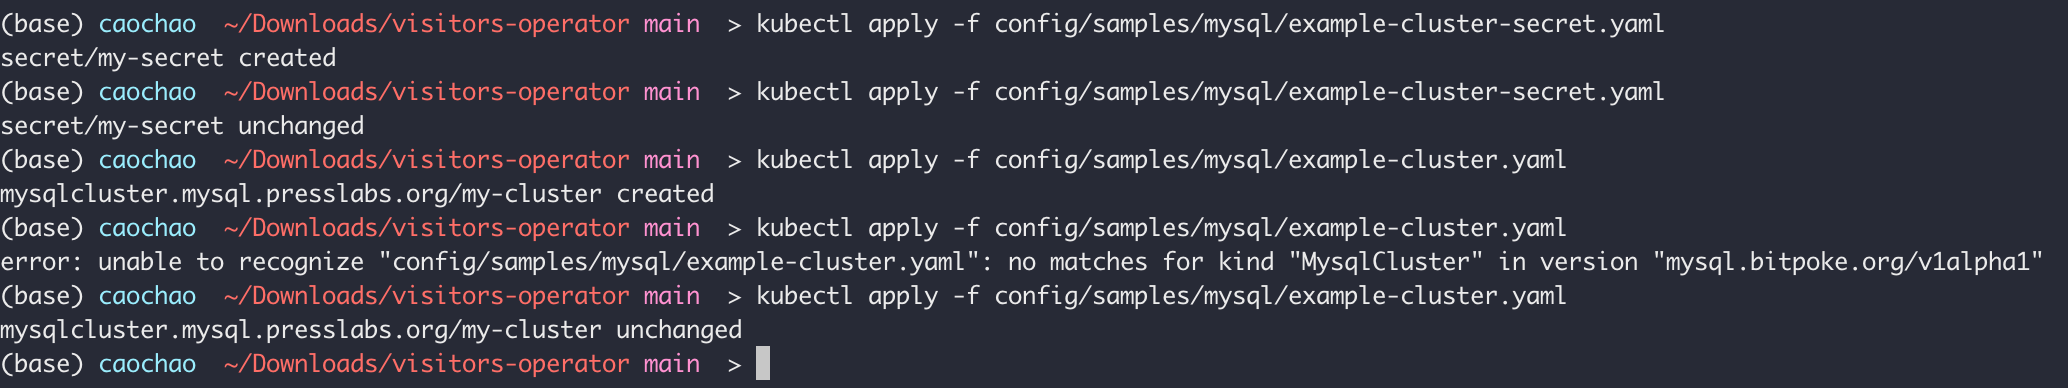 (base) caochao ~/Downloads/visitors-operator main > kubectl apply -f config/samples/mysql/example-cluster-secret.yaml
secret/my-secret created
(base) caochao ~/Downloads/visitors-operator main > kubectl apply -f config/samples/mysql/example-cluster-secret.yaml
secret/my-secret unchanged
(base) caochao ~/Downloads/visitors-operator main > kubectl apply -f config/samples/mysql/example-cluster.yaml
mysqlcluster.mysql.presslabs.org/my-cluster created
(base) caochao ~/Downloads/visitors-operator main > kubectl apply -f config/samples/mysql/example-cluster.yaml
error: unable to recognize "config/samples/mysql/example-cluster.yaml": no matches for kind "MysqlCluster" in version "mysql.bitpoke.org/v1alpha1"
(base) caochao ~/Downloads/visitors-operator main > kubectl apply -f config/samples/mysql/example-cluster.yaml
mysqlcluster.mysql.presslabs.org/my-cluster unchanged
(base) caochao ~/Downloads/visitors-operator main >